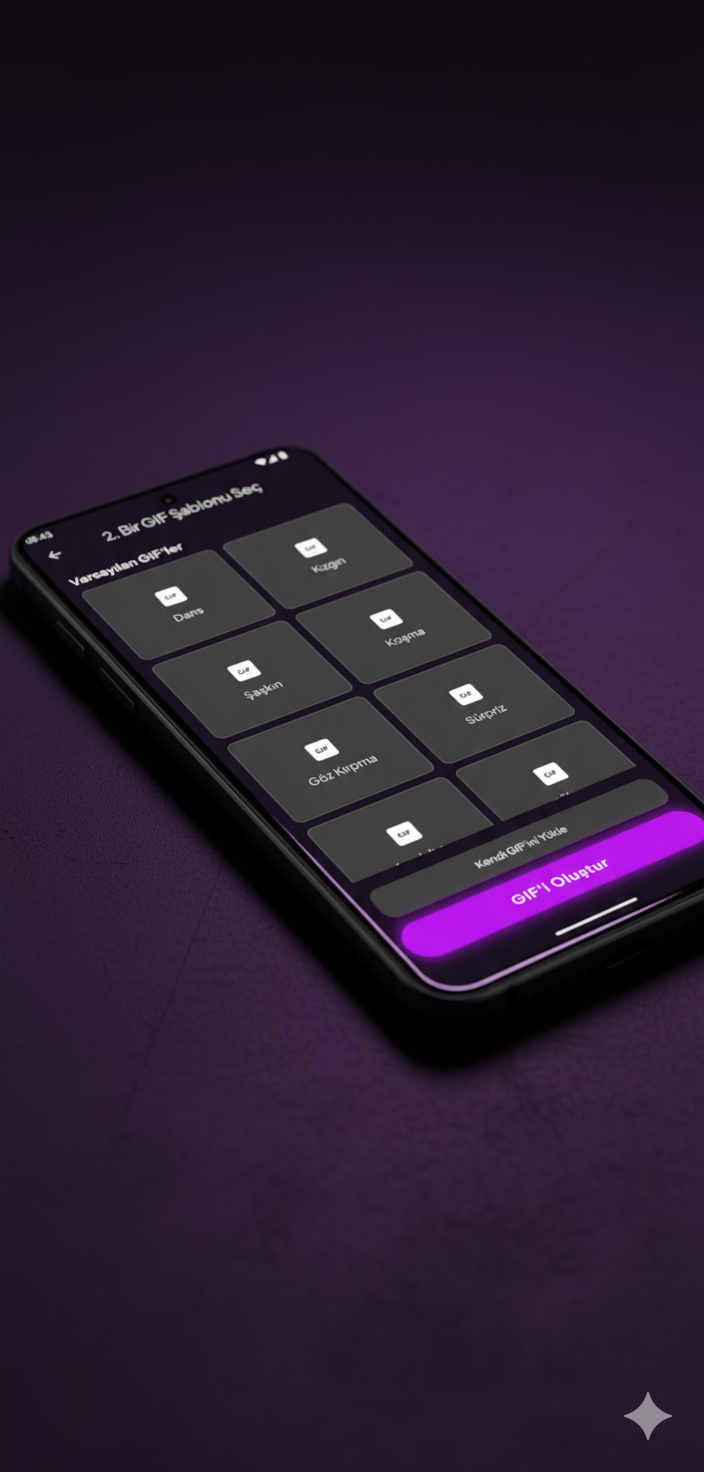 08:43
2. Bir GIF Şablonu Seç
Varsayılan GIF'ler
GIF
Dans
GIF
Kızgın
GIF
Şaşkın
GIF
Koşma
GIF
Göz Kırpma
GIF
Sürpriz
GIF
GIF
Kendi GIF'ini Yükle
GIF'i Oluştur